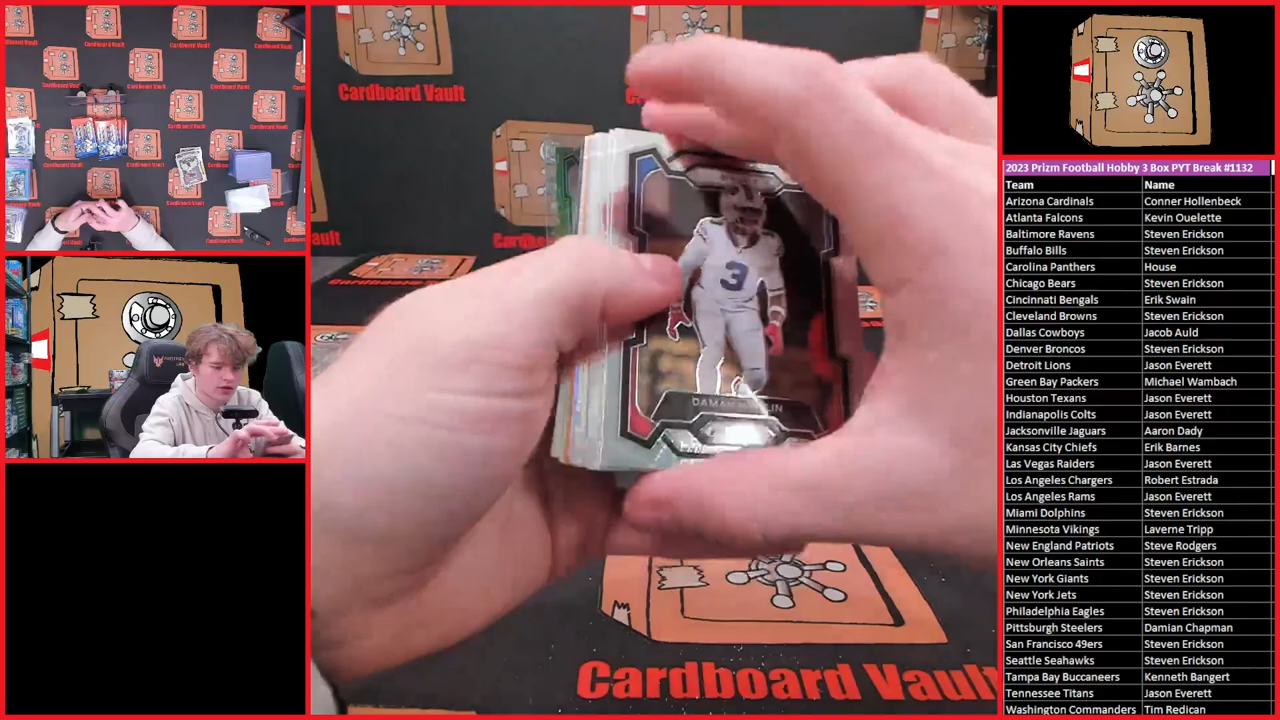 Cardboard Vault
Cardboard Vault
3
DAMAR HAMLIN
Cardboard Vault
2023 Prizm Football Hobby 3 Box PYT Break #1132
Team Name
Arizona Cardinals Conner Hollenbeck
Atlanta Falcons Kevin Ouelette
Baltimore Ravens Steven Erickson
Buffalo Bills Steven Erickson
Carolina Panthers House
Chicago Bears Steven Erickson
Cincinnati Bengals Erik Swain
Cleveland Browns Steven Erickson
Dallas Cowboys Jacob Auld
Denver Broncos Steven Erickson
Detroit Lions Jason Everett
Green Bay Packers Michael Wambach
Houston Texans Jason Everett
Indianapolis Colts Jason Everett
Jacksonville Jaguars Aaron Dady
Kansas City Chiefs Erik Barnes
Las Vegas Raiders Jason Everett
Los Angeles Chargers Robert Estrada
Los Angeles Rams Jason Everett
Miami Dolphins Steven Erickson
Minnesota Vikings Laverne Tripp
New England Patriots Steve Rodgers
New Orleans Saints Steven Erickson
New York Giants Steven Erickson
New York Jets Steven Erickson
Philadelphia Eagles Steven Erickson
Pittsburgh Steelers Damian Chapman
San Francisco 49ers Steven Erickson
Seattle Seahawks Steven Erickson
Tampa Bay Buccaneers Kenneth Bangert
Tennessee Titans Jason Everett
Washington Commanders Tim Redican